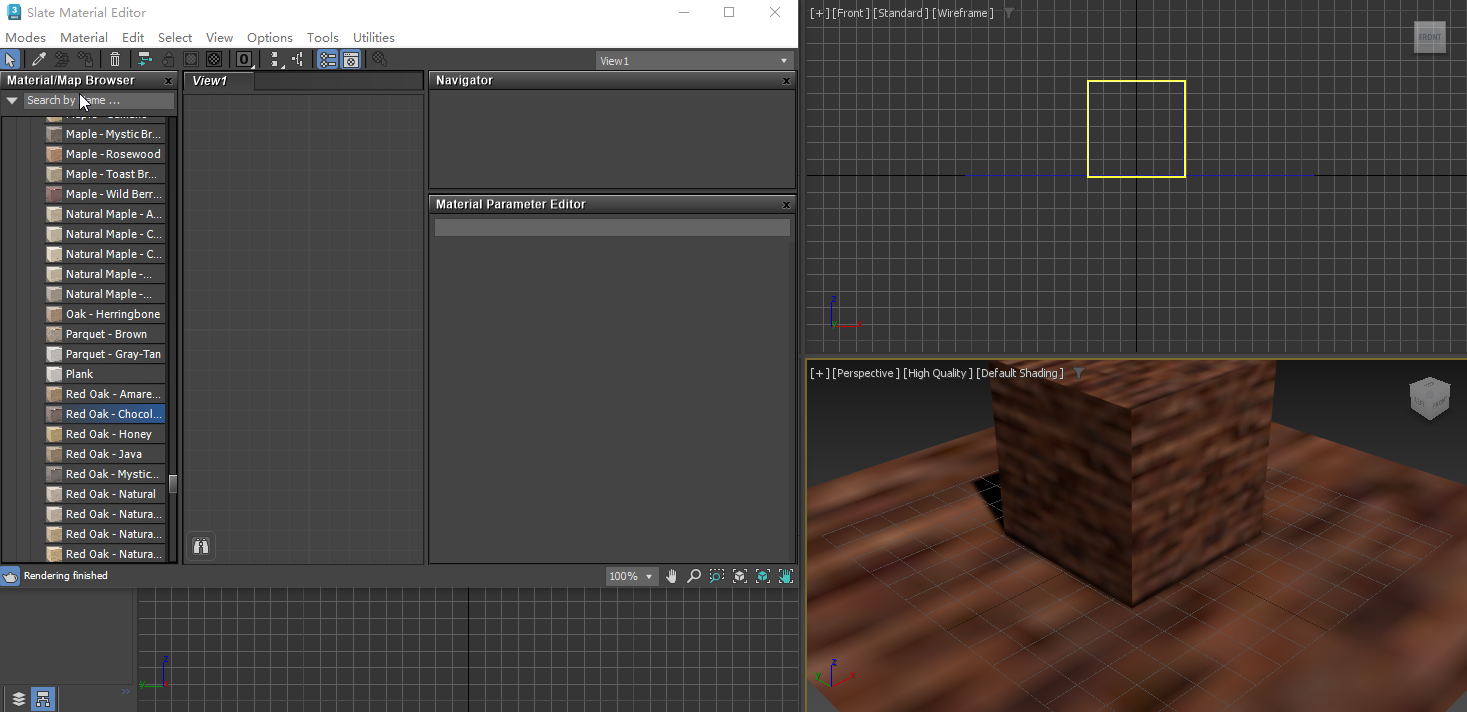 Slate Material Editor
Modes Material Edit Select View Options Tools Utilities
0
View1
Material/Map Browser x
Search by ... 
Maple - Mystic Br...
Maple - Rosewood
Maple - Toast Br...
Maple - Wild Berr...
Natural Maple - A...
Natural Maple - C...
Natural Maple - C...
Natural Maple -...
Natural Maple -...
Oak - Herringbone
Parquet - Brown
Parquet - Gray-Tan
Plank
Red Oak - Amare...
Red Oak - Chocol...
Red Oak - Honey
Red Oak - Java
Red Oak - Mystic...
Red Oak - Natural
Red Oak - Natura...
Red Oak - Natura...
Red Oak - Natura...
View1
Navigator x
Material Parameter Editor x
Rendering finished
100%
z
y
»
[+] [Front ] [Standard ] [Wireframe ]
FRONT
z
x
[+] [Perspective ] [High Quality ] [Default Shading ]
LEFT FRONT
z
y x